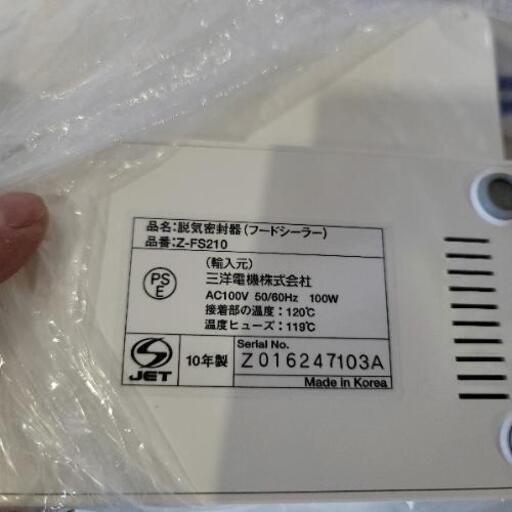 品名:脱気密封器(フードシーラー)
品番:Z-FS210
PS
E
(輸入元)
三洋電機株式会社
AC100V 50/60Hz 100W
接着部の温度:120℃
温度ヒューズ:119℃
JET
10年製
Serial No.
Z016247103A
Made in Korea